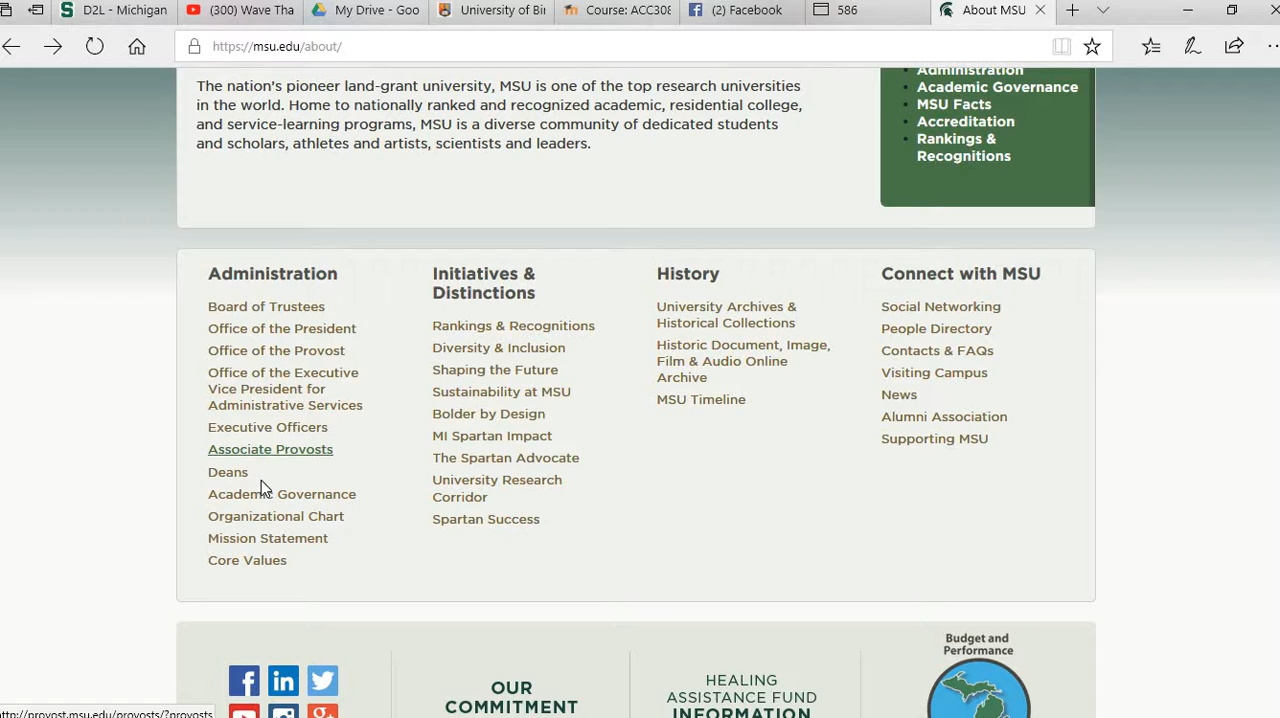 D2L - Michigan
(300) Wave Tha
My Drive - Goo
University of Bir
Course: ACC308
(2) Facebook
586
About MSU
https://msu.edu/about/
The nation's pioneer land-grant university, MSU is one of the top research universities
in the world. Home to nationally ranked and recognized academic, residential college,
and service-learning programs, MSU is a diverse community of dedicated students
and scholars, athletes and artists, scientists and leaders.
Administration
Academic Governance
MSU Facts
Accreditation
Rankings &
Recognitions
Administration
Board of Trustees
Office of the President
Office of the Provost
Office of the Executive
Vice President for
Administrative Services
Executive Officers
Associate Provosts
Deans
Academic Governance
Organizational Chart
Mission Statement
Core Values
Initiatives &
Distinctions
Rankings & Recognitions
Diversity & Inclusion
Shaping the Future
Sustainability at MSU
Bolder by Design
MI Spartan Impact
The Spartan Advocate
University Research
Corridor
Spartan Success
History
University Archives &
Historical Collections
Historic Document, Image,
Film & Audio Online
Archive
MSU Timeline
Connect with MSU
Social Networking
People Directory
Contacts & FAQs
Visiting Campus
News
Alumni Association
Supporting MSU
OUR
COMMITMENT
HEALING
ASSISTANCE FUND
INFORMATION
Budget and
Performance
http://provost.msu.edu/provosts/?provosts